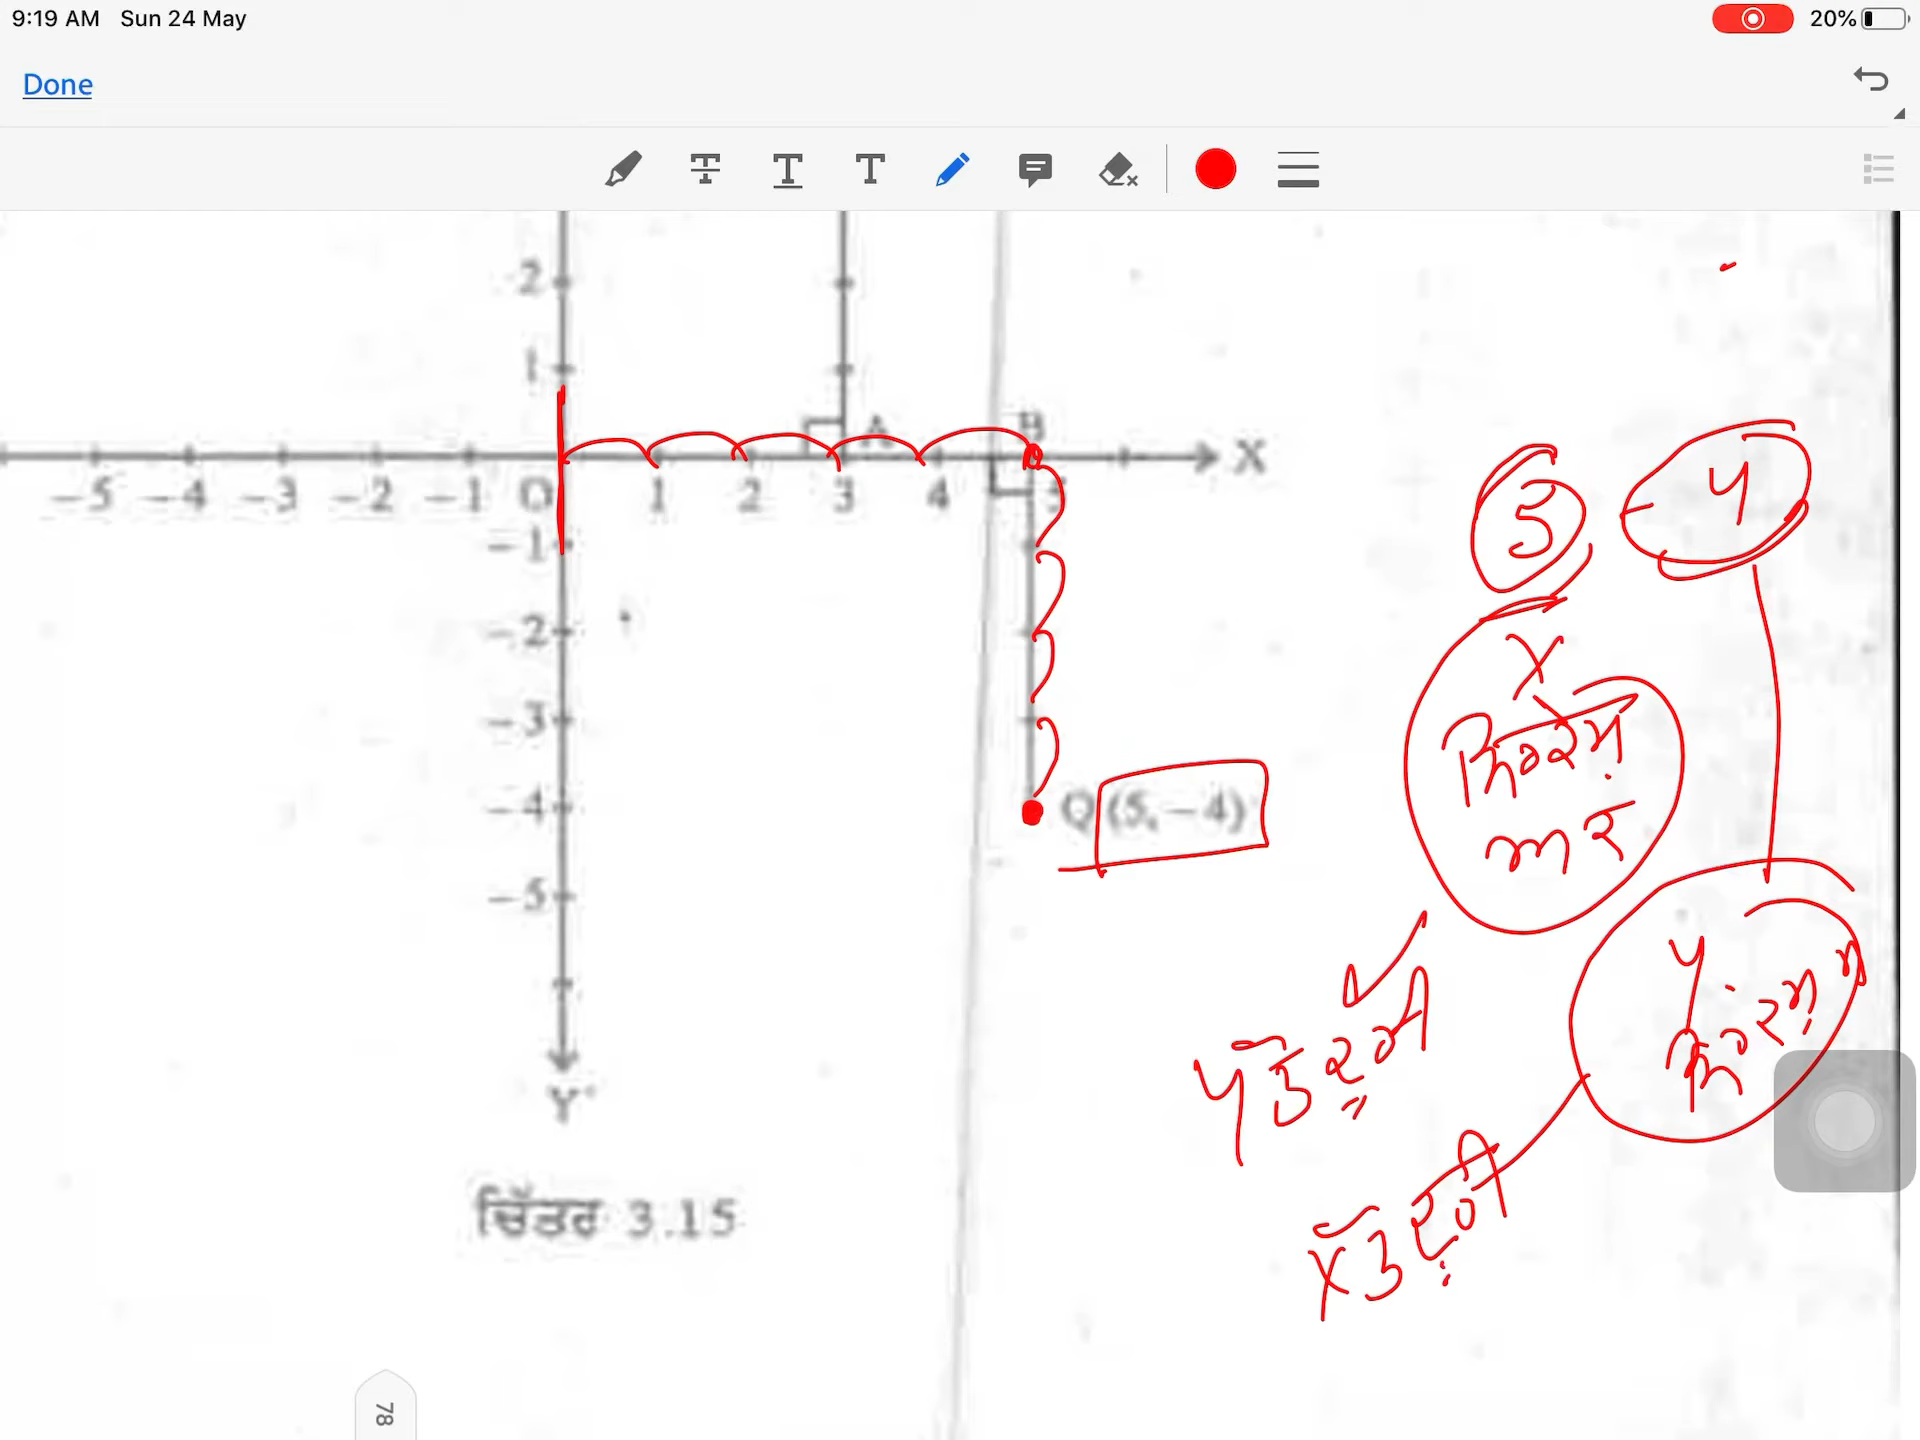 9:19 AM Sun 24 May
20%
Done
2
1
A
B
X
-5 -4 -3 -2 -1 O 1 2 3 4 5
-1
-2
-3
-4
-5
Q (5, -4)
Y'
ਚਿੱਤਰ 3.15
78
5
-4
X
y
y ਤੋਂ ਦੂਰੀ
X ਤੋਂ ਦੂਰੀ